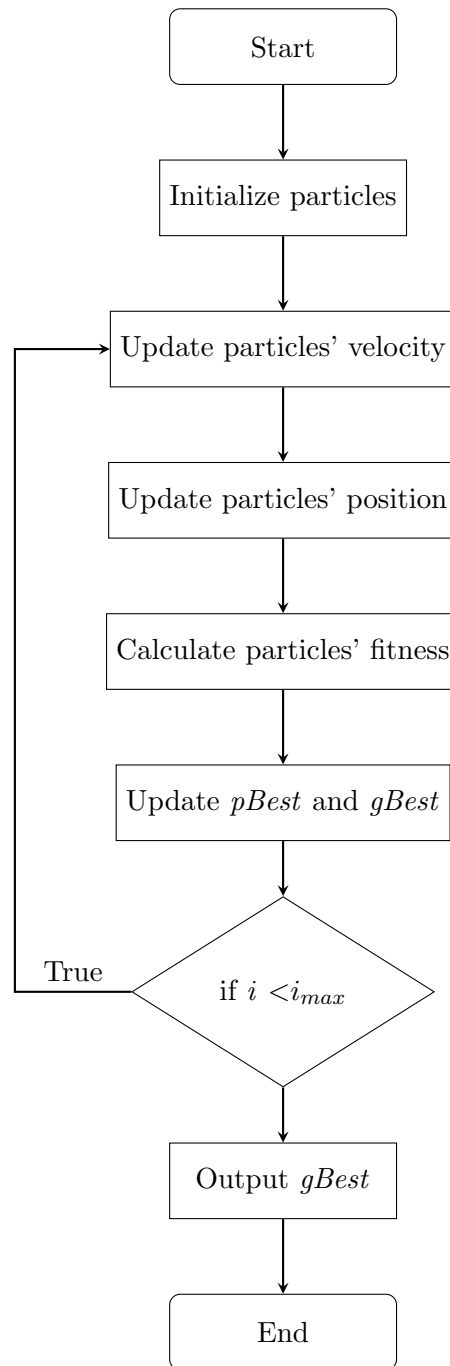 Start
Initialize particles
Update particles’ velocity
Update particles’ position
Calculate particles’ fitness
Update pBest and gBest
True
if i <i_max
Output gBest
End